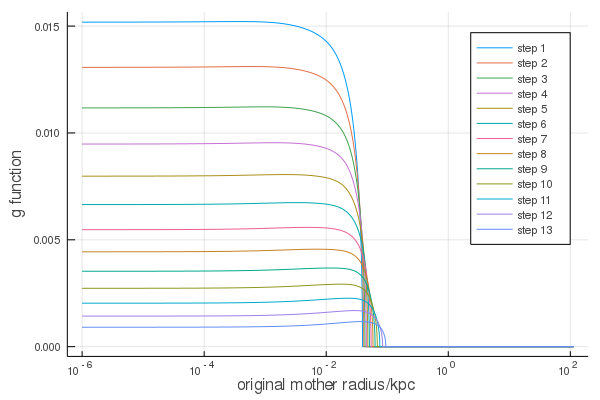 0.015
0.010
0.005
0.000
g function
10⁻⁶
10⁻⁴
10⁻²
10⁰
10²
original mother radius/kpc
step 1
step 2
step 3
step 4
step 5
step 6
step 7
step 8
step 9
step 10
step 11
step 12
step 13